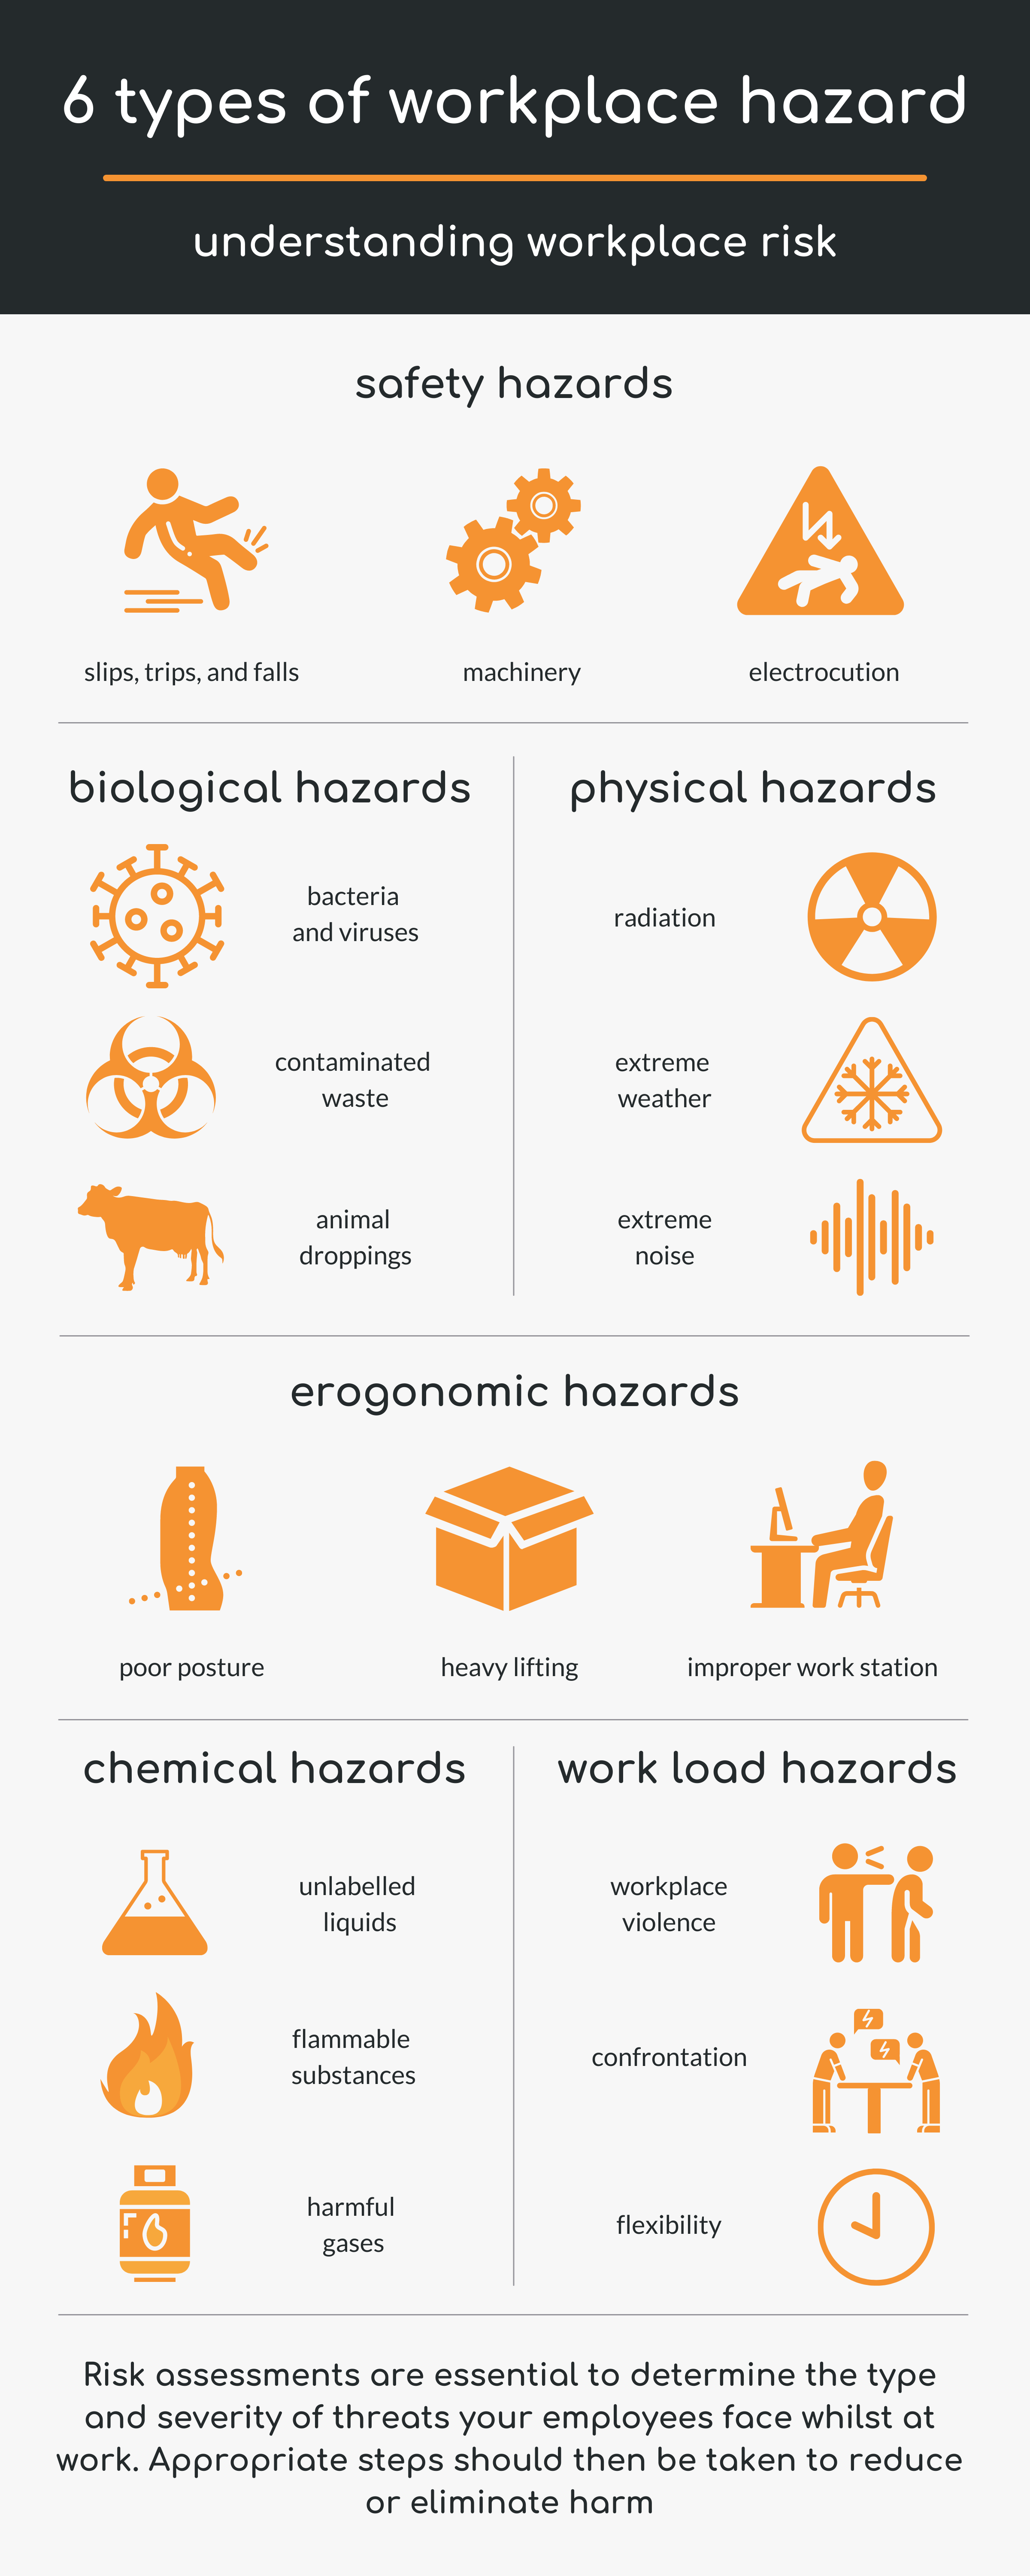 6 types of workplace hazard
understanding workplace risk
safety hazards
slips, trips, and falls
machinery
electrocution
biological hazards
bacteria
and viruses
contaminated
waste
animal
droppings
physical hazards
radiation
extreme
weather
extreme
noise
erogonomic hazards
poor posture
heavy lifting
improper work station
chemical hazards
unlabelled
liquids
flammable
substances
harmful
gases
work load hazards
workplace
violence
confrontation
flexibility
Risk assessments are essential to determine the type
and severity of threats your employees face whilst at
work. Appropriate steps should then be taken to reduce
or eliminate harm